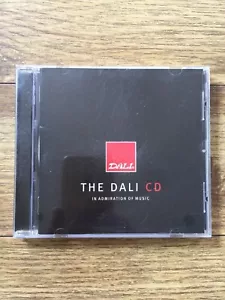 DALI
THE DALI CD
IN ADMIRATION OF MUSIC